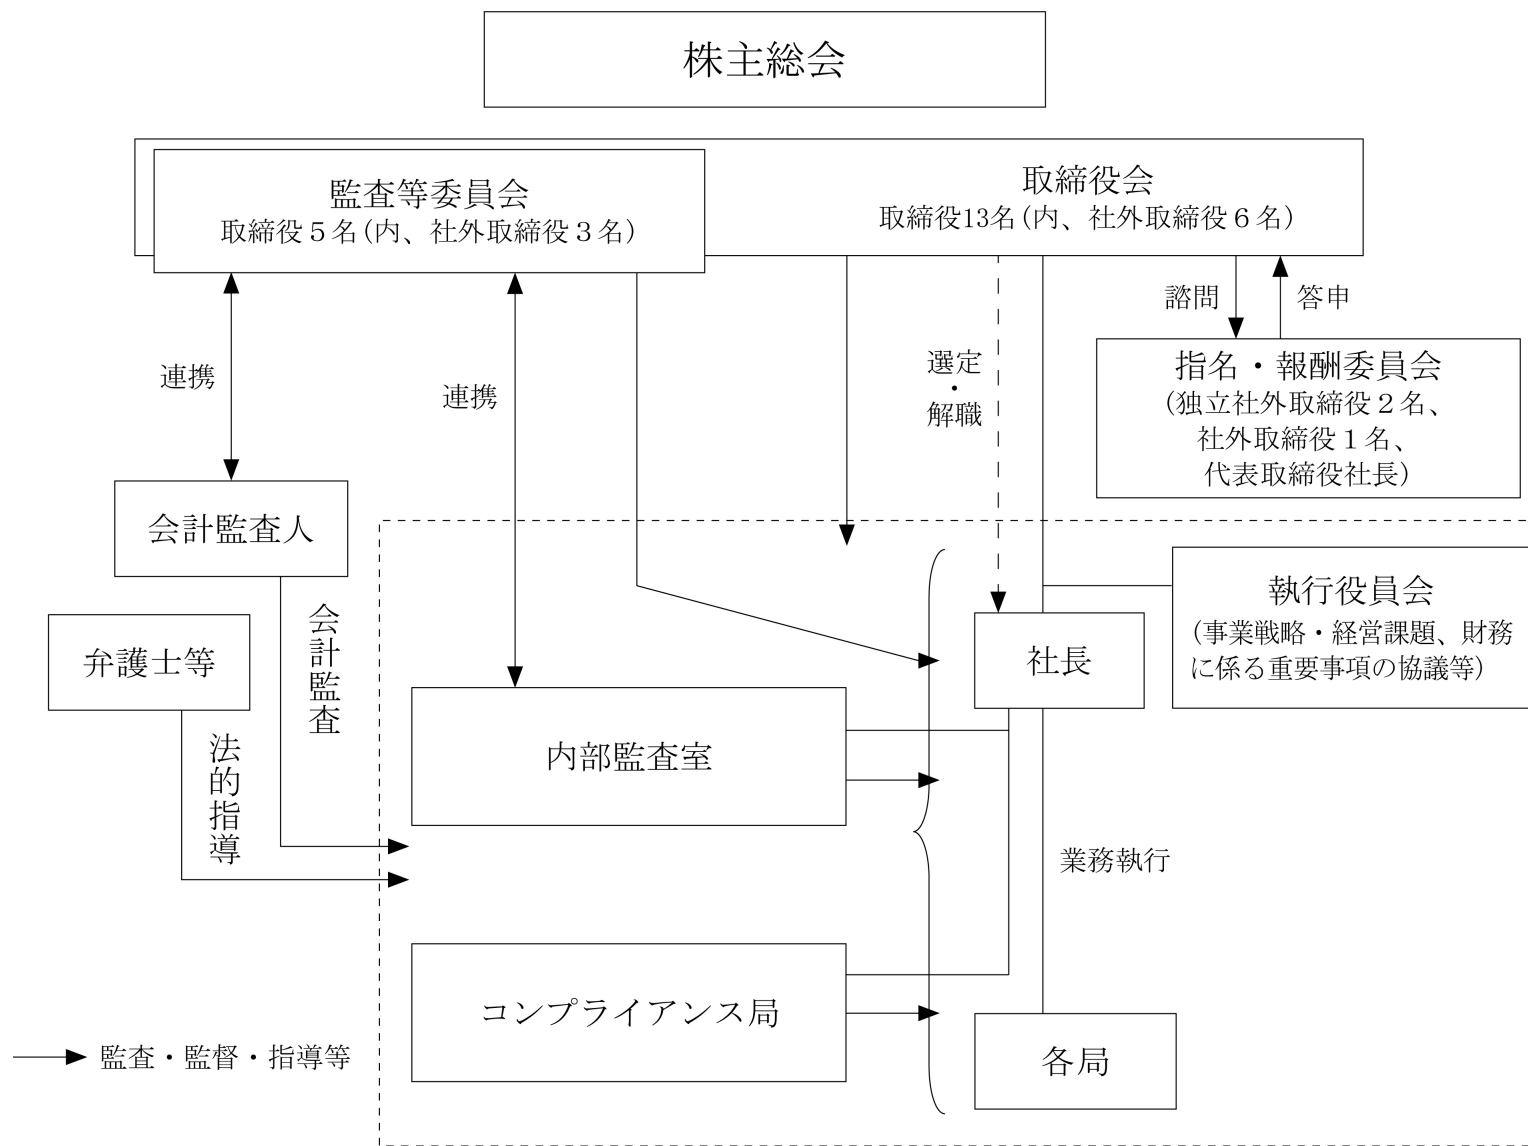 株主総会
監査等委員会
取締役５名(内、社外取締役３名)
取締役会
取締役13名(内、社外取締役６名)
連携
連携
選定・解職
諮問
答申
指名・報酬委員会
(独立社外取締役２名、
社外取締役１名、
代表取締役社長)
会計監査人
会計監査
弁護士等
法的指導
執行役員会
(事業戦略・経営課題、財務
に係る重要事項の協議等)
社長
内部監査室
業務執行
コンプライアンス局
各局
監査・監督・指導等